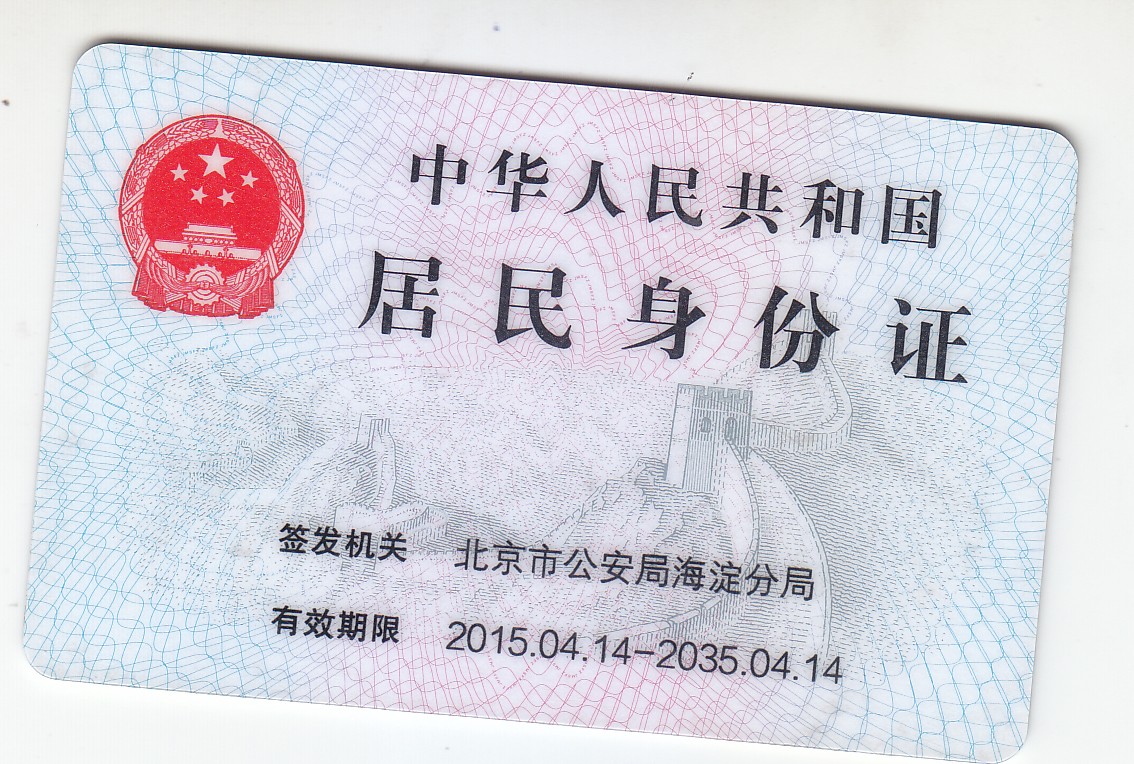 中华人民共和国
居民身份证
签发机关 北京市公安局海淀分局
有效期限 2015.04.14-2035.04.14